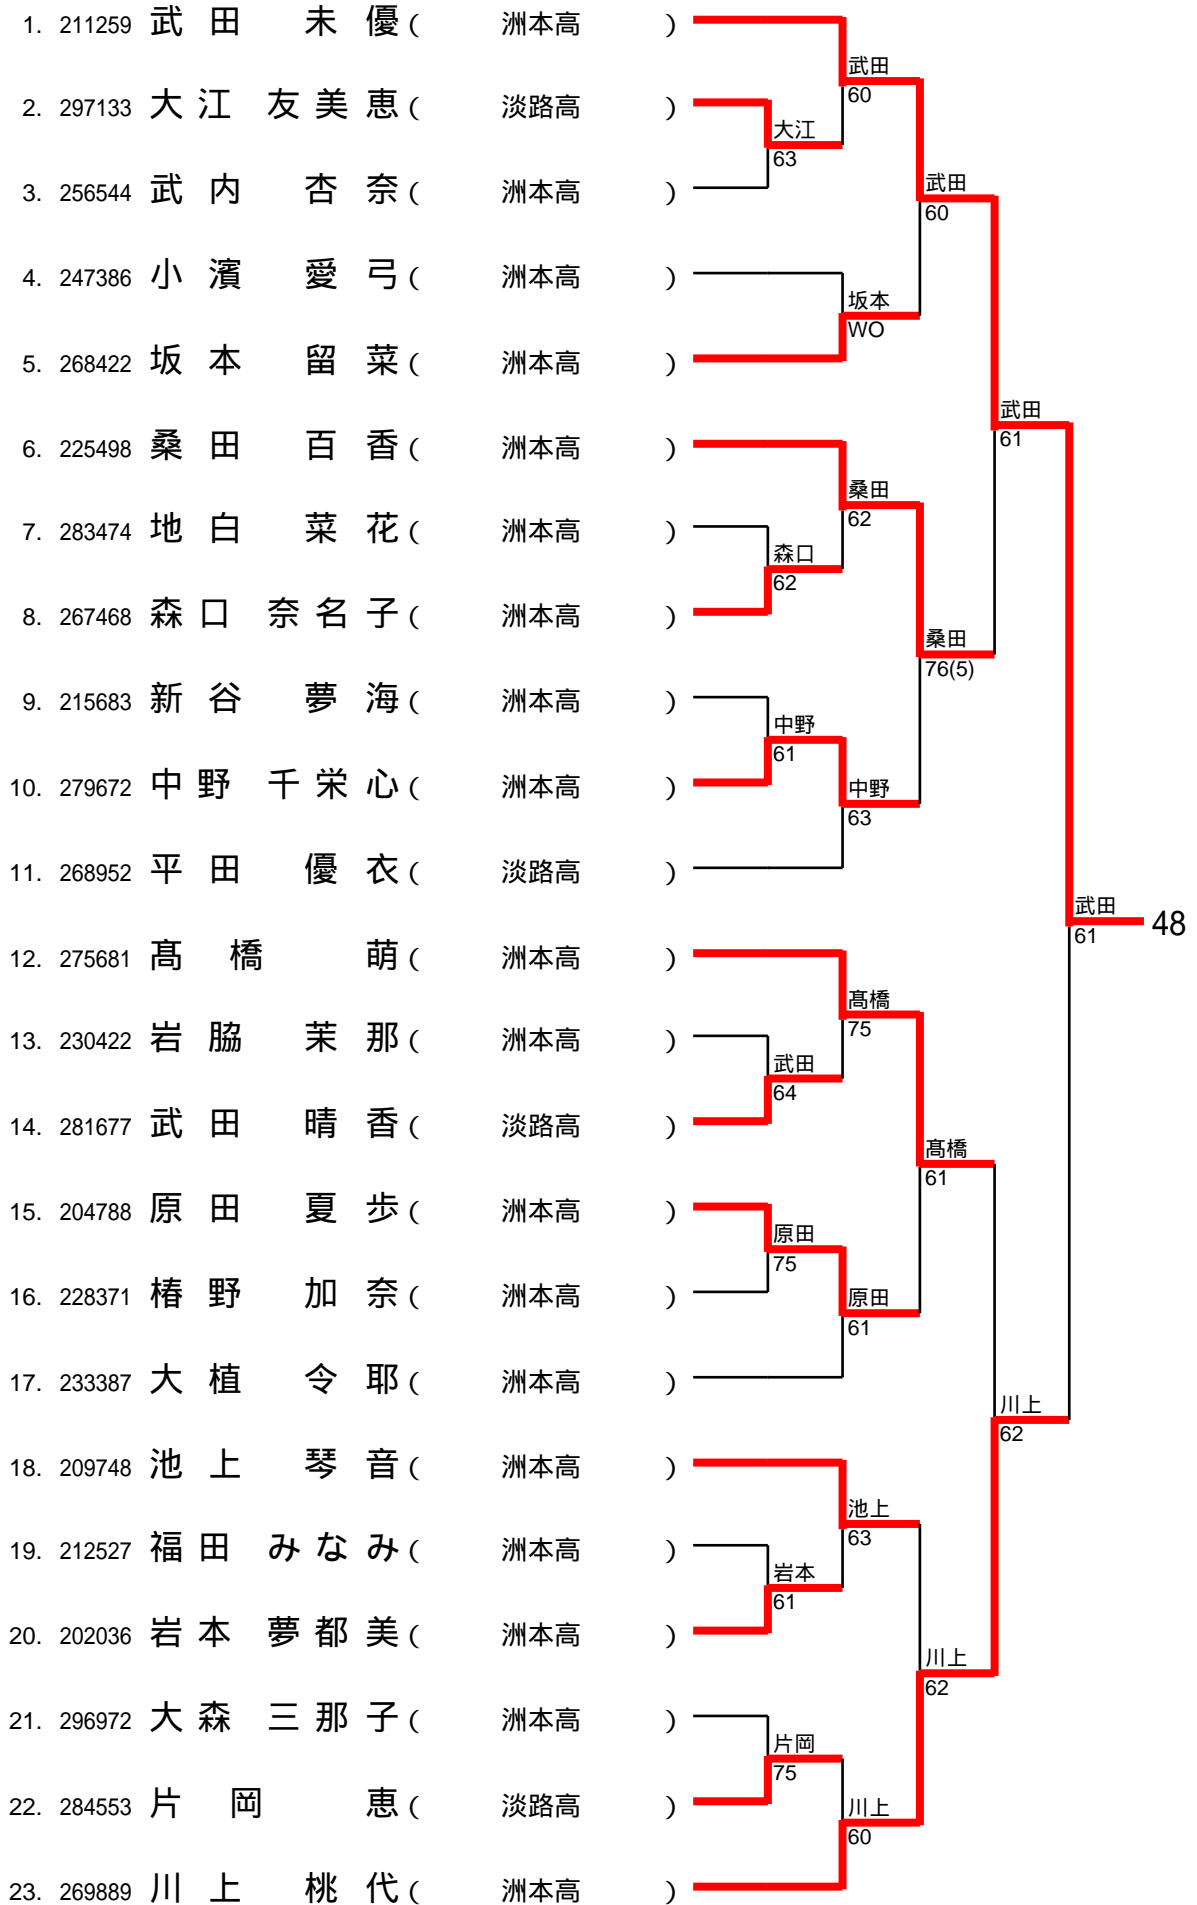 1. 211259 武田 未優( 洲本高 )
武田
60
2. 297133 大江 友美恵( 淡路高 )
大江
63
3. 256544 武内 杏奈( 洲本高 )
武田
60
4. 247386 小濱 愛弓( 洲本高 )
坂本
WO
5. 268422 坂本 留菜( 洲本高 )
武田
61
6. 225498 桑田 百香( 洲本高 )
桑田
62
7. 283474 地白 菜花( 洲本高 )
森口
62
8. 267468 森口 奈名子( 洲本高 )
桑田
76(5)
9. 215683 新谷 夢海( 洲本高 )
中野
61
10. 279672 中野 千栄心( 洲本高 )
中野
63
11. 268952 平田 優衣( 淡路高 )
武田
61
48
12. 275681 髙橋 萌( 洲本高 )
髙橋
75
13. 230422 岩脇 茉那( 洲本高 )
武田
64
14. 281677 武田 晴香( 淡路高 )
髙橋
61
15. 204788 原田 夏歩( 洲本高 )
原田
75
16. 228371 椿野 加奈( 洲本高 )
原田
61
17. 233387 大植 令耶( 洲本高 )
川上
62
18. 209748 池上 琴音( 洲本高 )
池上
63
19. 212527 福田 みなみ( 洲本高 )
岩本
61
20. 202036 岩本 夢都美( 洲本高 )
川上
62
21. 296972 大森 三那子( 洲本高 )
片岡
75
22. 284553 片岡 恵( 淡路高 )
川上
60
23. 269889 川上 桃代( 洲本高 )